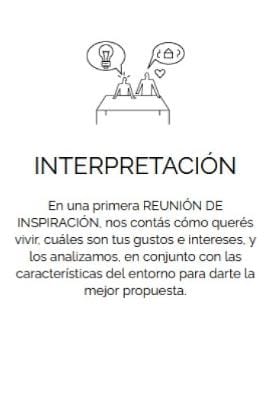 INTERPRETACIÓN
En una primera REUNIÓN DE
INSPIRACIÓN, nos contás cómo querés
vivir, cuáles son tus gustos e intereses, y
los analizamos, en conjunto con las
características del entorno para darte la
mejor propuesta.